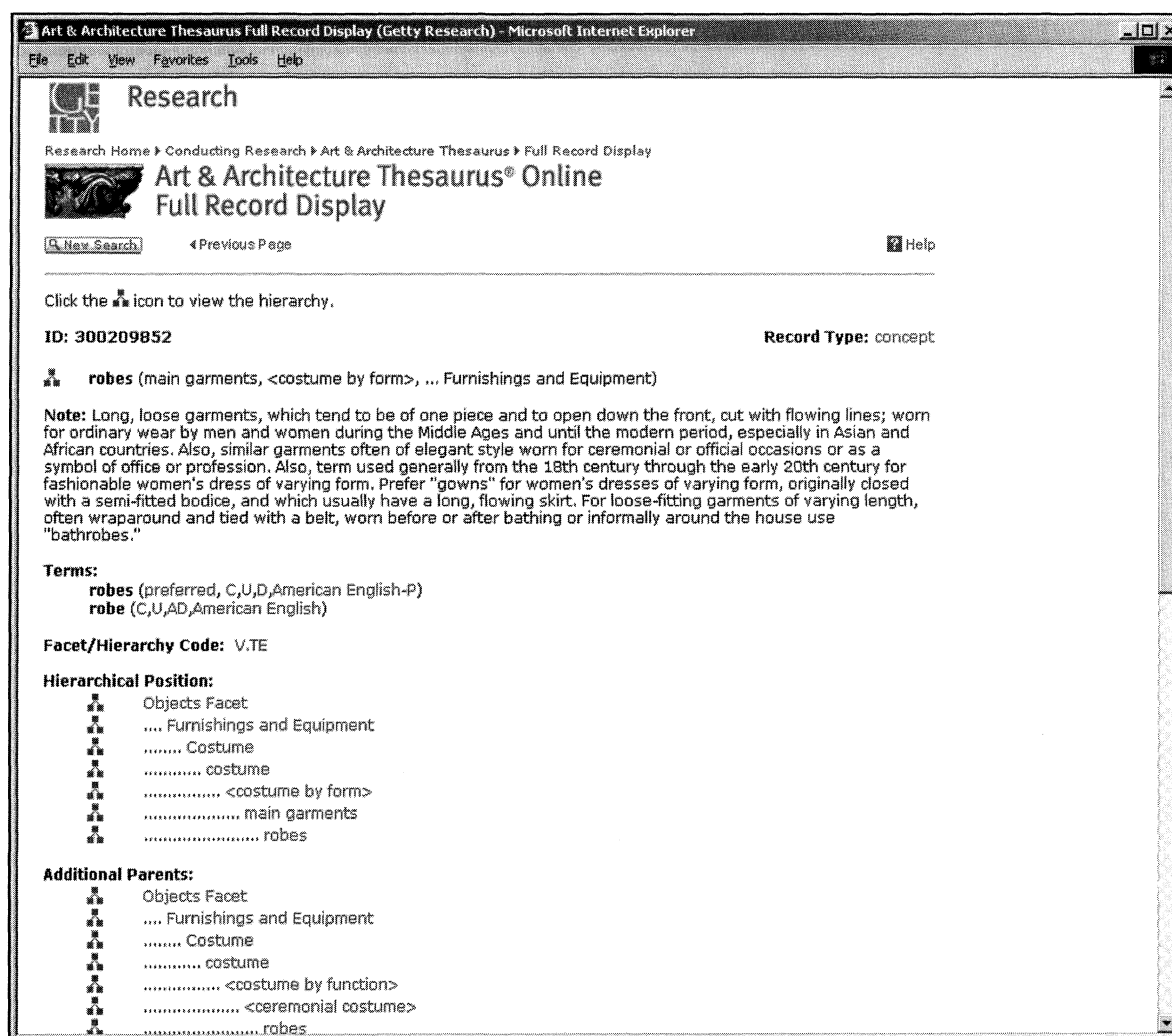 Art & Architecture Thesaurus Full Record Display (Getty Research) - Microsoft Internet Explorer
File Edit View Favorites Tools Help
GETTY Research
Research Home Conducting Research Art & Architecture Thesaurus Full Record Display
Art & Architecture Thesaurus® Online
Full Record Display
New Search Previous Page ? Help
Click the icon to view the hierarchy.
ID: 300209852 Record Type: concept
robes (main garments, <costume by form>, ... Furnishings and Equipment)
Note: Long, loose garments, which tend to be of one piece and to open down the front, cut with flowing lines; worn
for ordinary wear by men and women during the Middle Ages and until the modern period, especially in Asian and
African countries. Also, similar garments often of elegant style worn for ceremonial or official occasions or as a
symbol of office or profession. Also, term used generally from the 18th century through the early 20th century for
fashionable women's dress of varying form. Prefer "gowns" for women's dresses of varying form, originally closed
with a semi-fitted bodice, and which usually have a long, flowing skirt. For loose-fitting garments of varying length,
often wraparound and tied with a belt, worn before or after bathing or informally around the house use
"bathrobes."
Terms:
robes (preferred, C,U,D,American English-P)
robe (C,U,AD,American English)
Facet/Hierarchy Code: V.TE
Hierarchical Position:
Objects Facet
.... Furnishings and Equipment
........ Costume
............ costume
................ <costume by form>
.................... main garments
........................ robes
Additional Parents:
Objects Facet
.... Furnishings and Equipment
........ Costume
............ costume
................ <costume by function>
.................... <ceremonial costume>
........................ robes